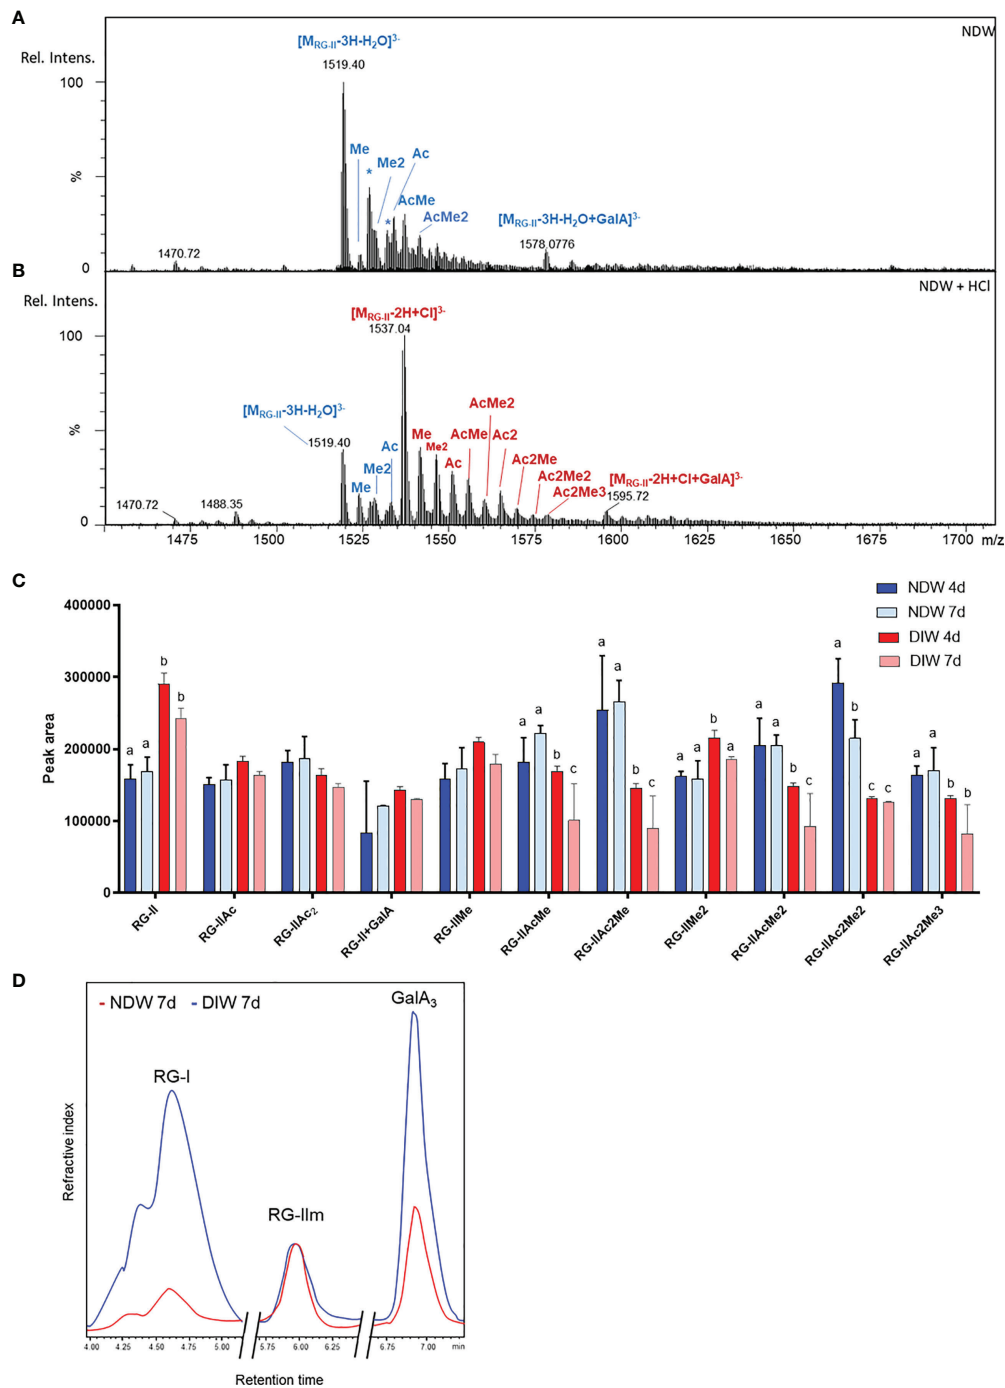 A
NDW
[M_RG-II-3H-H₂O]³⁻
1519.40
Rel. Intens.
100
%
0
Me
*
Me2
Ac
*
AcMe
AcMe2
[M_RG-II-3H-H₂O+GalA]³⁻
1578.0776
1470.72
B
NDW + HCl
[M_RG-II-2H+Cl]³⁻
1537.04
Rel. Intens.
100
%
0
[M_RG-II-3H-H₂O]³⁻
1519.40
Me
Me2
Ac
Me
Me2
Ac
AcMe
AcMe2
Ac2
Ac2Me
Ac2Me2
Ac2Me3
[M_RG-II-2H+Cl+GalA]³⁻
1595.72
1470.72
1488.35
1475 1500 1525 1550 1575 1600 1625 1650 1675 1700 m/z
C
NDW 4d
NDW 7d
DIW 4d
DIW 7d
Peak area
400000
300000
200000
100000
0
a a b b
a a b c
a a b c
a a b a
a a b c
a b c c
a a b b
RG-II
RG-IIAc
RG-IIAc₂
RG-II+GalA
RG-IIMe
RG-IIAcMe
RG-IIAc2Me
RG-IIMe2
RG-IIAcMe2
RG-IIAc2Me2
RG-IIAc2Me3
D
- NDW 7d - DIW 7d
GalA₃
RG-I
RG-IIm
Refractive index
4.00 4.25 4.50 4.75 5.00 5.75 6.00 6.25 6.75 7.00 min
Retention time